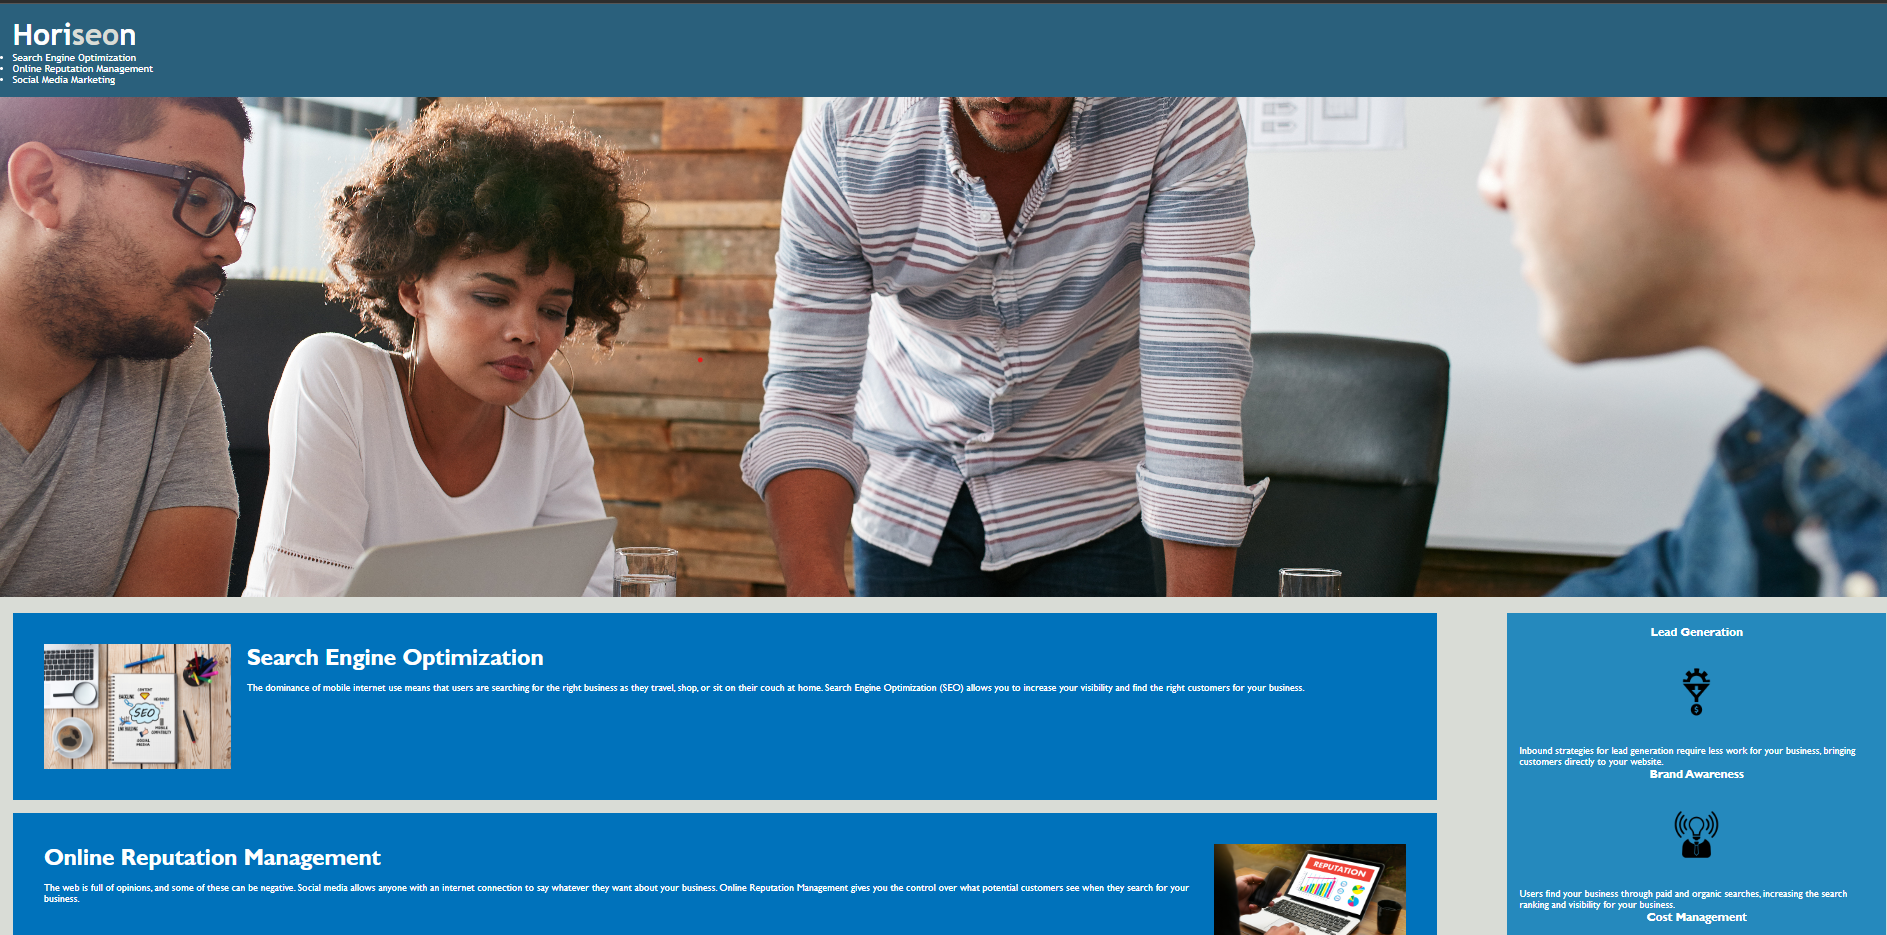 Horiseon
Search Engine Optimization
Online Reputation Management
Social Media Marketing
Search Engine Optimization
The dominance of mobile internet use means that users are searching for the right business as they travel, shop, or sit on their couch at home. Search Engine Optimization (SEO) allows you to increase your visibility and find the right customers for your business.
SEO
Online Reputation Management
The web is full of opinions, and some of these can be negative. Social media allows anyone with an internet connection to say whatever they want about your business. Online Reputation Management gives you the control over what potential customers see when they search for your
business.
REPUTATION
Lead Generation
$
Inbound strategies for lead generation require less work for your business, bringing
customers directly to your website.
Brand Awareness
Users find your business through paid and organic searches, increasing the search
ranking and visibility for your business.
Cost Management